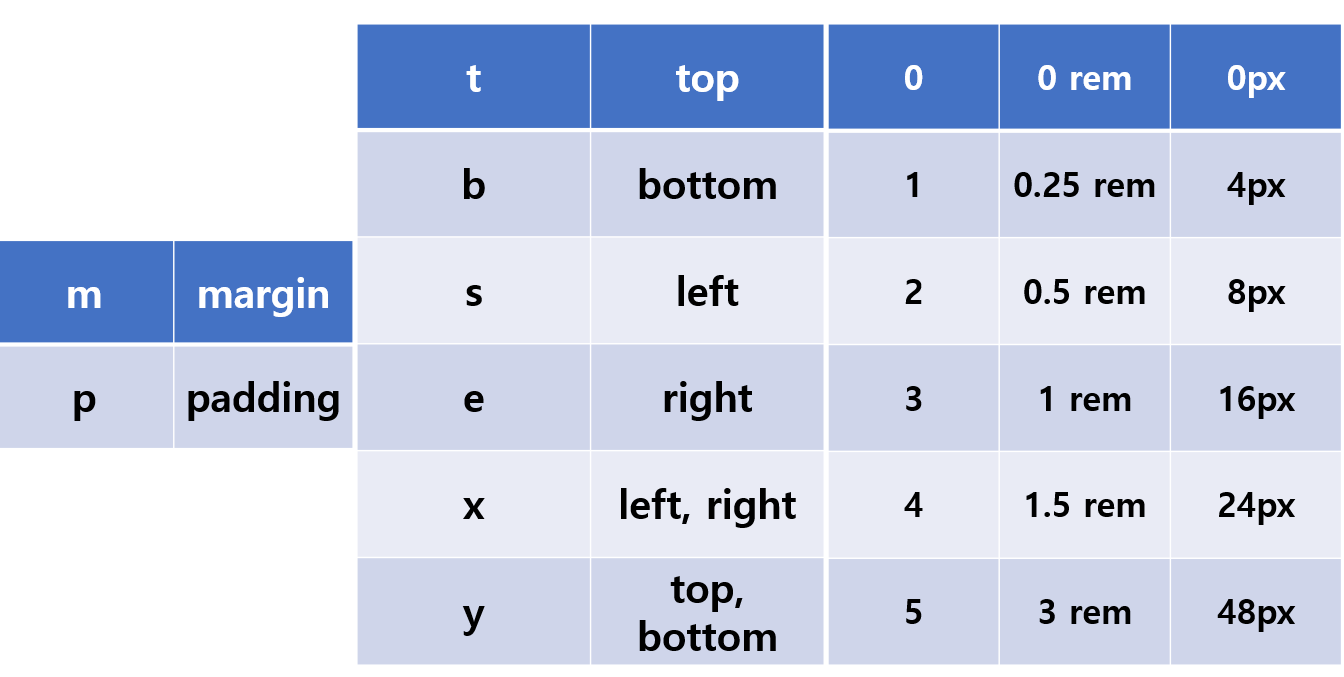 m margin
p padding
t top 0 0 rem 0px
b bottom 1 0.25 rem 4px
s left 2 0.5 rem 8px
e right 3 1 rem 16px
x left, right 4 1.5 rem 24px
y top,
bottom 5 3 rem 48px